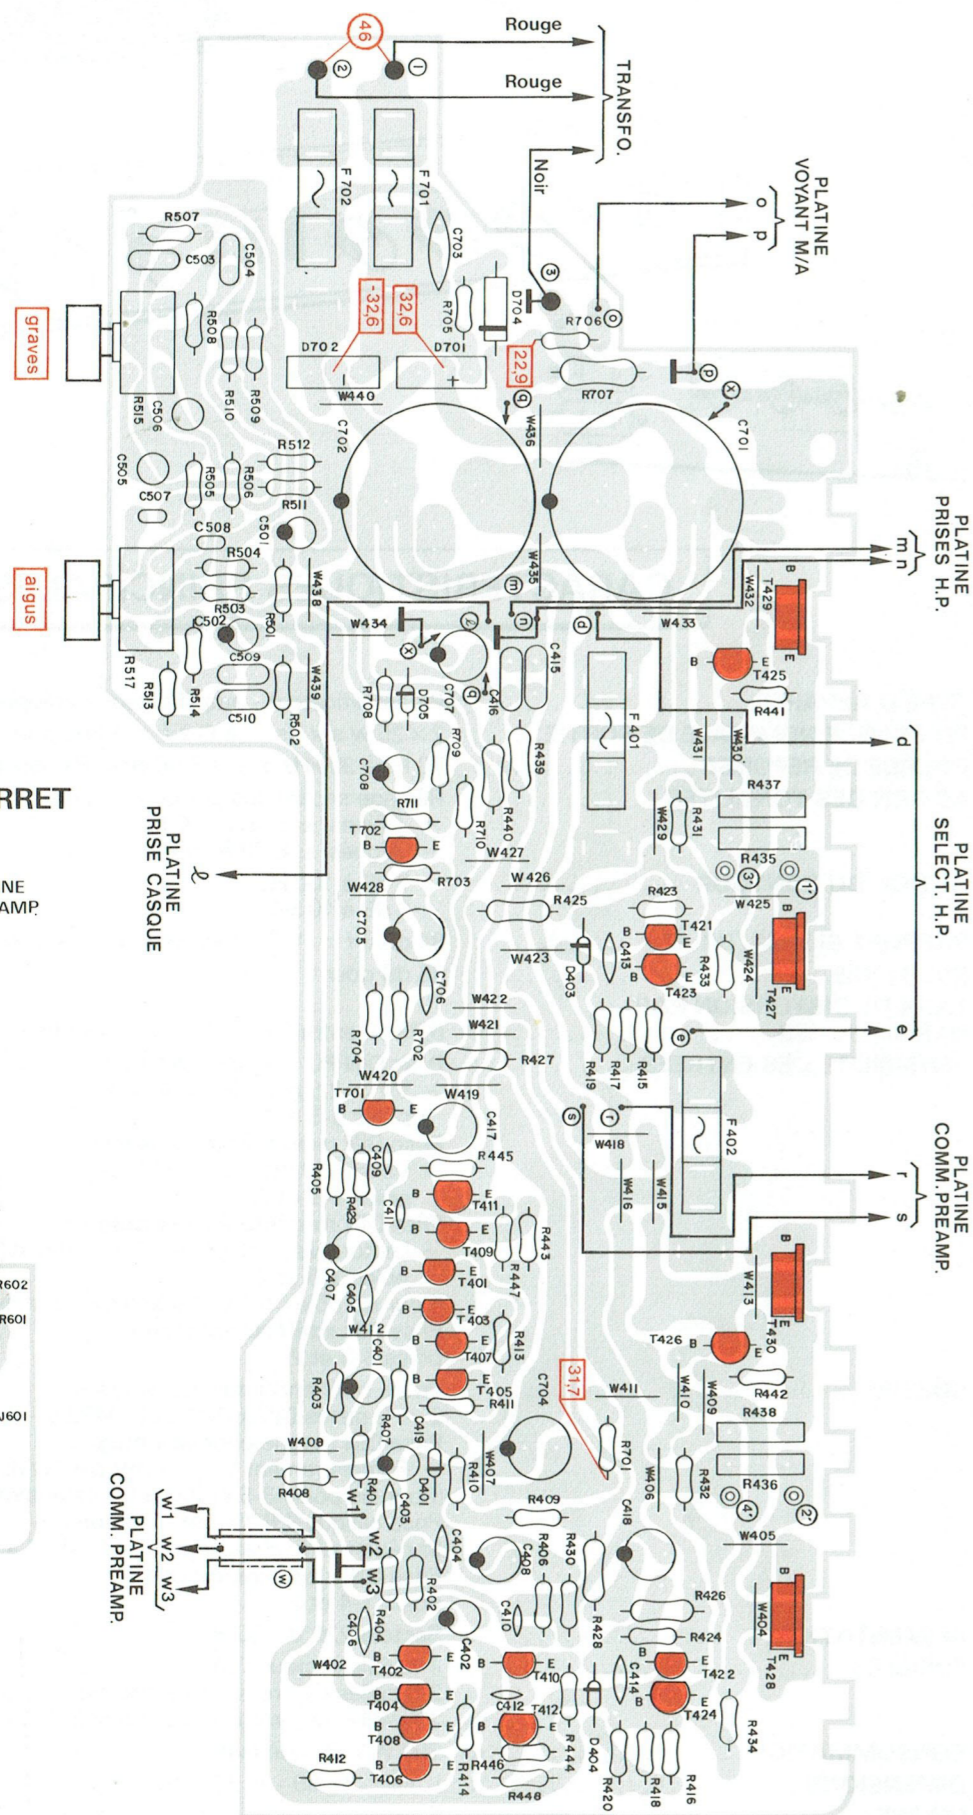 46
Rouge
Rouge
TRANSFO.
1
2
Noir
F 702
F 701
PLATINE
VOYANT M/A
o
p
R507
C503
C504
C703
3
D704
R705
R706
o
-32,6
32,6
22,9
R508
R510
R509
D702
D701
−
+
W440
R707
p
x
q
W436
C701
C702
graves
R515
C506
C505
C507
R505
R506
R512
R511
C508
C501
R504
R503
C502
R501
W438
W435
m
PLATINE
PRISES H.P.
m
n
B
T429
W432
E
aigus
R517
R513
R514
C509
C510
R502
W439
W434
x
ℓ
n
d
W433
B
E
T425
R441
q
C707
C416
C415
R708
D705
F 401
W431
W430
d
PLATINE
SELECT. H.P.
C708
R709
R710
R440
R439
R437
R431
W429
R435
RRET
NE
AMP.
PLATINE
PRISE CASQUE
ℓ
R711
T702
B
E
R703
W427
W426
W428
R425
3'
1'
W425
R423
B
T421
E
B
E
T423
C705
W423
D403
C413
R433
W424
B
E
T427
C706
R704
R702
W422
W421
R427
R419
R417
R415
e
e
W420
T701
B
E
W419
C417
s
r
F 402
W418
W416
W415
PLATINE
COMM.PREAMP.
r
s
R405
R429
C409
R445
B
E
T411
C411
B
E
T409
R447
R443
C407
C405
B
E
T401
B
E
T403
B
E
T407
B
E
T405
R413
W413
B
T430
E
T426
B
E
R442
W412
C401
R403
R407
R411
31,7
C704
W411
W410
W409
R438
R436
R602
R601
J601
W408
R408
R401
C419
D401
R410
W407
R701
W406
R432
4'
2'
W405
C403
W1
W2
W3
R409
C418
PLATINE
COMM. PREAMP.
W1
W2
W3
w
C404
R402
R404
C406
C408
R406
R430
R428
R426
R424
W404
B
E
T428
C402
C410
W402
T402
B
E
T404
B
E
T408
B
E
T406
B
E
B
E
T410
C412
T412
B
E
R444
D404
C414
B
E
T422
B
E
T424
R434
R412
R414
R446
R448
R420
R418
R416